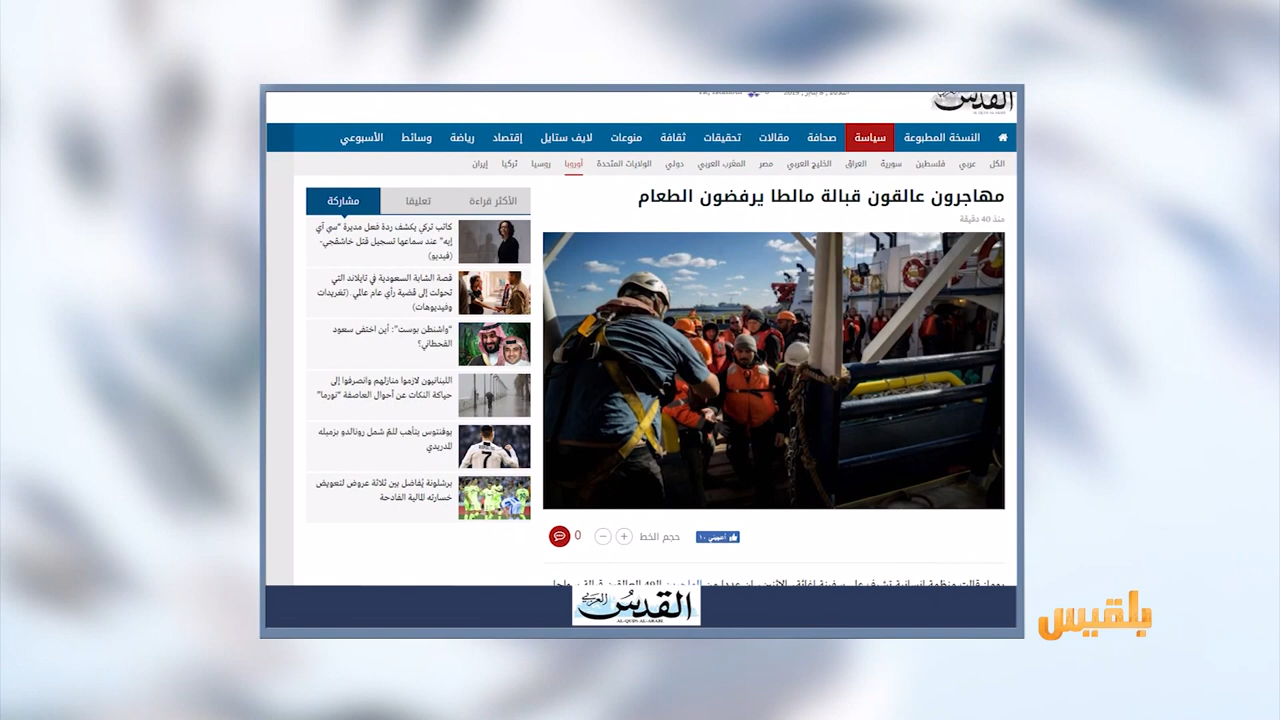 القدس
النسخة المطبوعة سياسة صحافة مقالات تحقيقات ثقافة منوعات لايف ستايل إقتصاد رياضة وسائط الأسبوعي
الكل عربي فلسطين سورية العراق الخليج العربي مصر المغرب العربي دولي الولايات المتحدة أوروبا روسيا تركيا إيران
مهاجرون عالقون قبالة مالطا يرفضون الطعام
منذ 40 دقيقة
حجم الخط
0
أعجبني ١٠
الأكثر قراءة تعليقا مشاركة
كاتب تركي يكشف ردة فعل مديرة "سي آي
إيه" عند سماعها تسجيل قتل خاشقجي-
(فيديو)
قصة الشابة السعودية في تايلاند التي
تحولت إلى قضية رأي عام عالمي (تغريدات
وفيديوهات)
"واشنطن بوست": أين اختفى سعود
القحطاني؟
اللبنانيون لازموا منازلهم وانصرفوا إلى
حياكة النكات عن أحوال العاصفة "نورما"
يوفنتوس يتأهب للمّ شمل رونالدو بزميله
المدريدي
برشلونة يُفاضل بين ثلاثة عروض لتعويض
خسارته المالية الفادحة
القدس العربي
AL-QUDS AL-ARABI
بلقيس